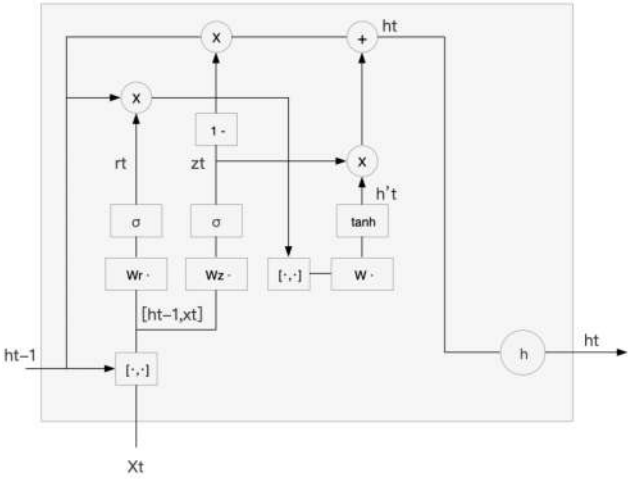 ht
x
+
x
1 -
rt
zt
x
h't
σ
σ
tanh
Wr ·
Wz ·
[·,·]
W ·
[ht-1,xt]
ht-1
[·,·]
h
ht
Xt